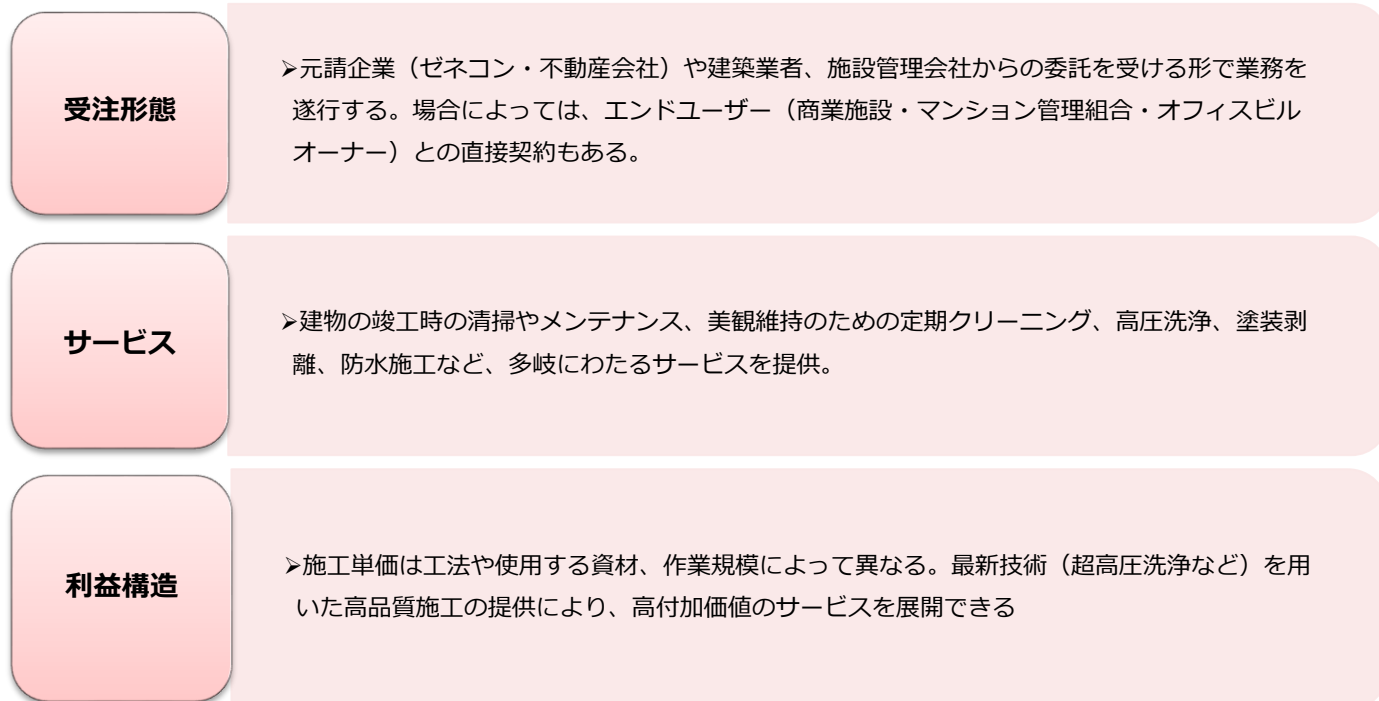 受注形態
➢元請企業（ゼネコン・不動産会社）や建築業者、施設管理会社からの委託を受ける形で業務を
遂行する。場合によっては、エンドユーザー（商業施設・マンション管理組合・オフィスビル
オーナー）との直接契約もある。
サービス
➢建物の竣工時の清掃やメンテナンス、美観維持のための定期クリーニング、高圧洗浄、塗装剥
離、防水施工など、多岐にわたるサービスを提供。
利益構造
➢施工単価は工法や使用する資材、作業規模によって異なる。最新技術（超高圧洗浄など）を用
いた高品質施工の提供により、高付加価値のサービスを展開できる